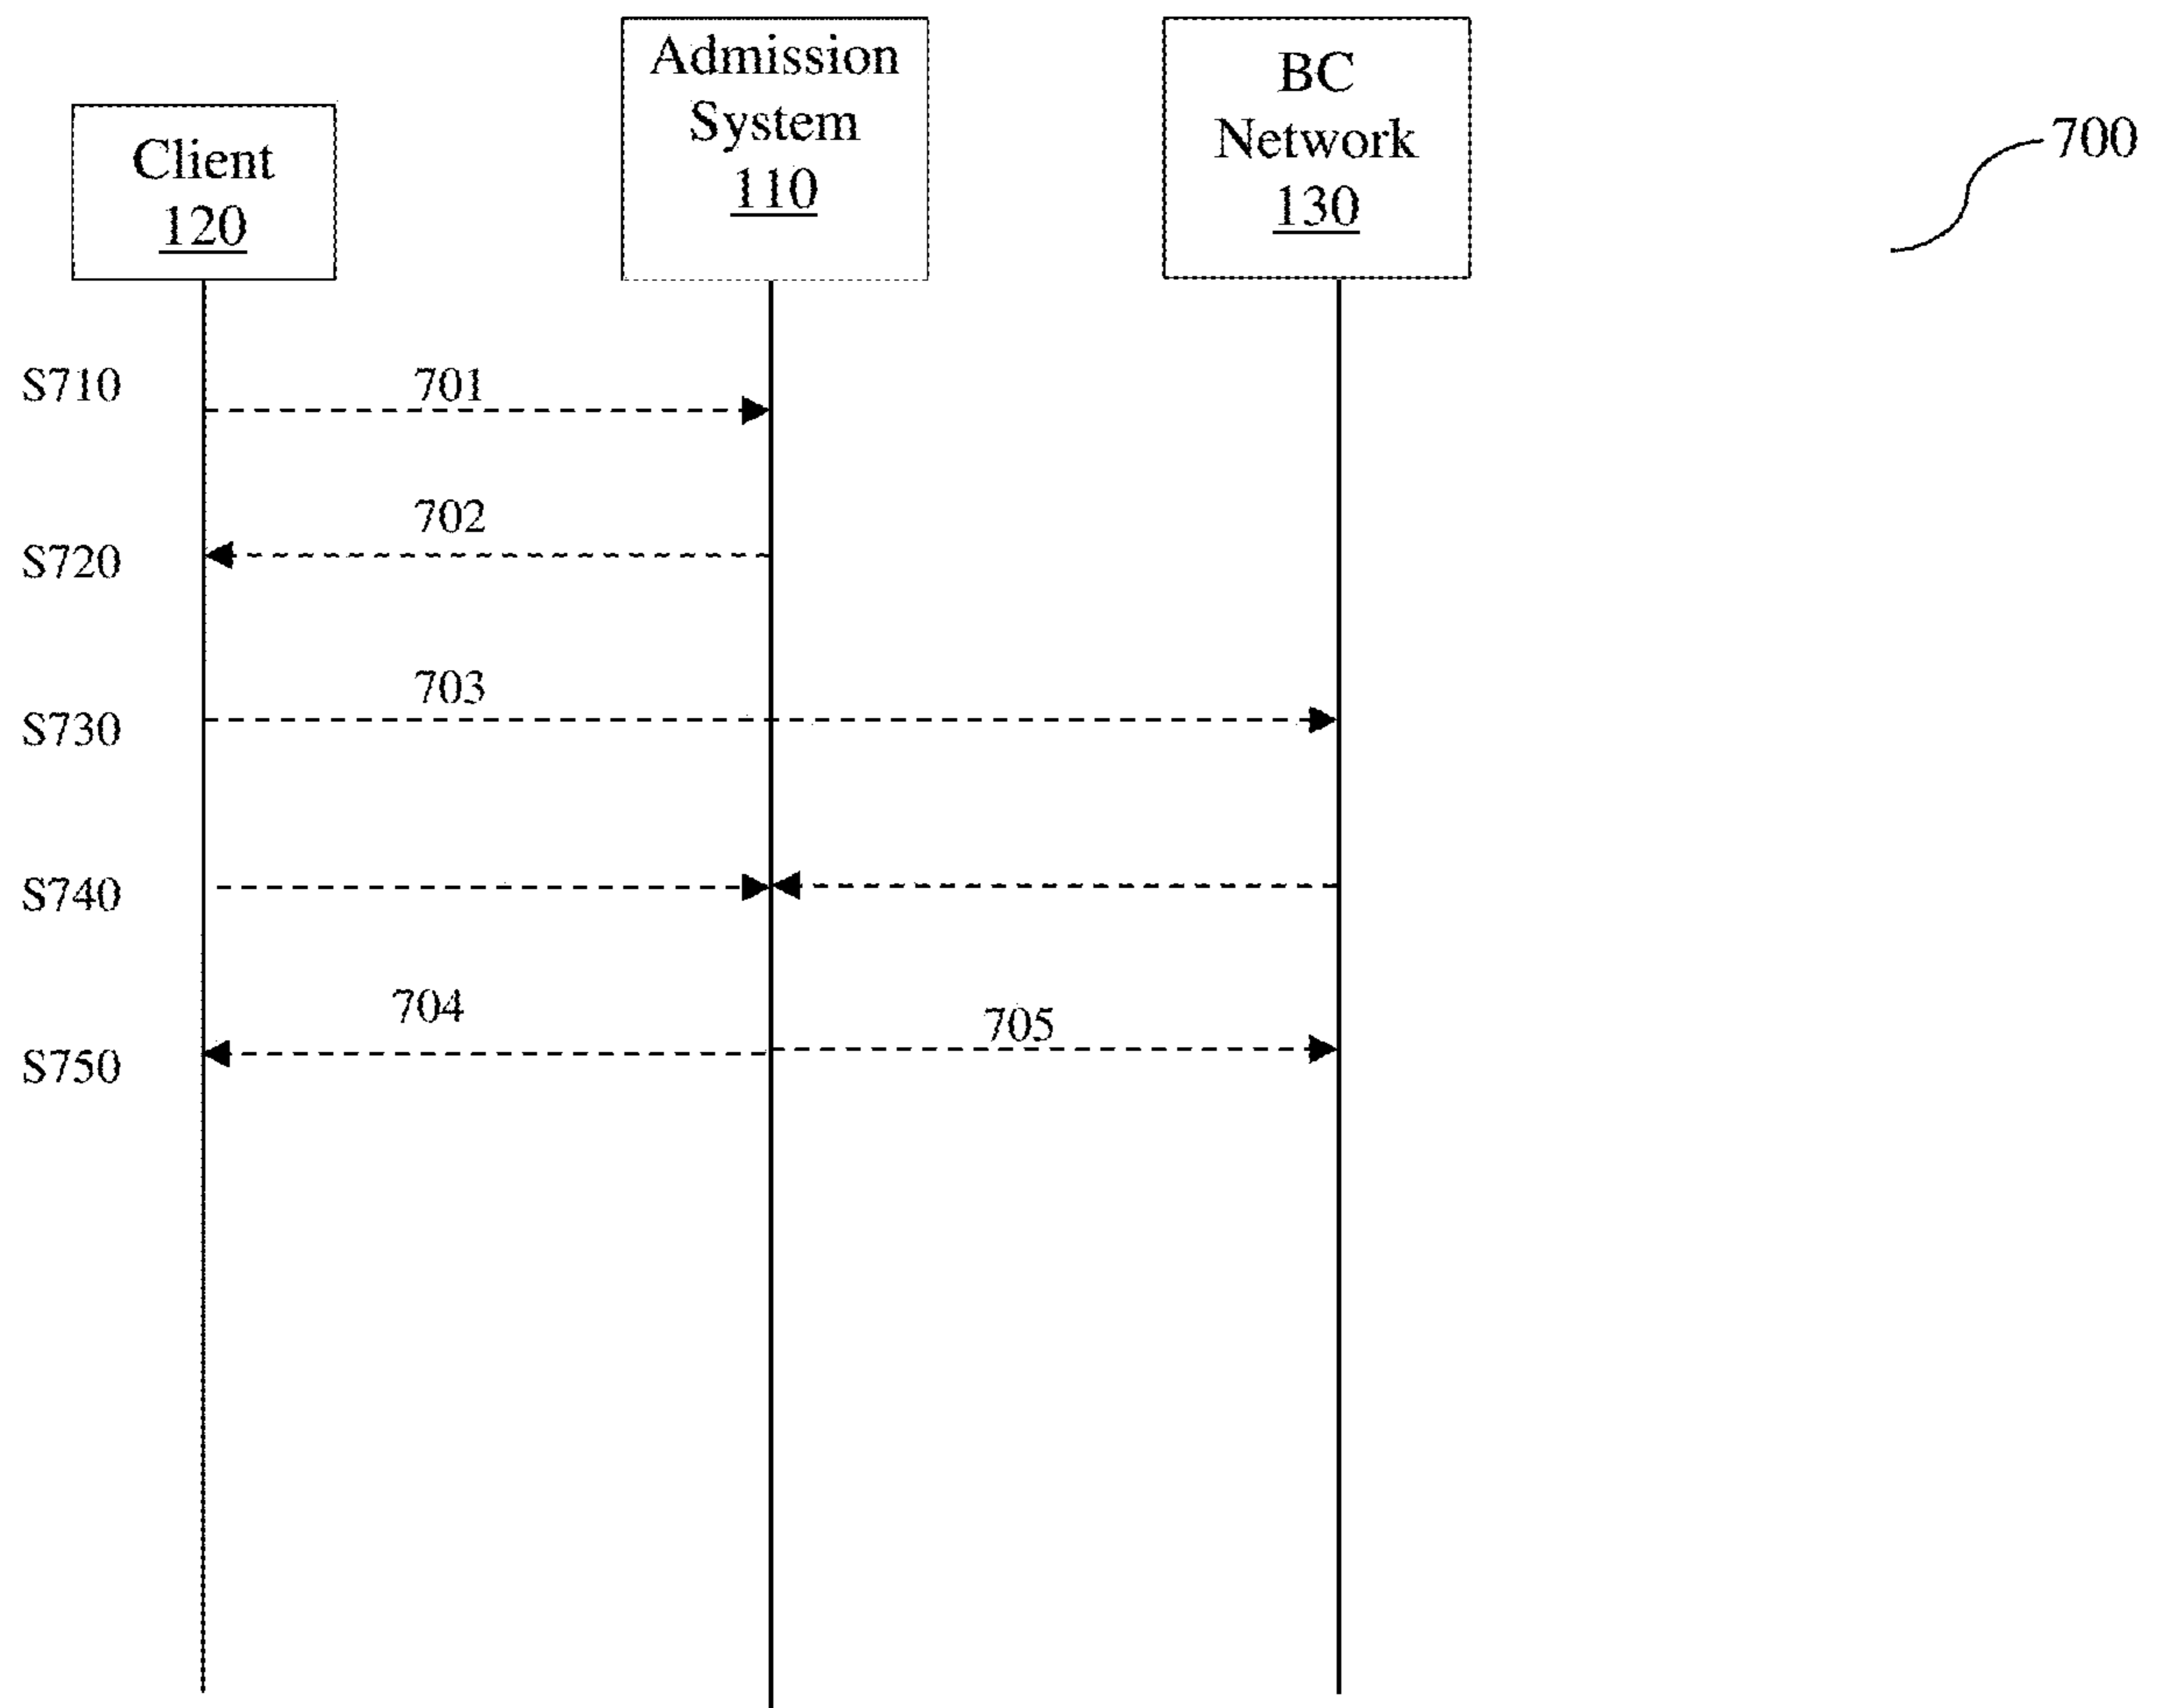 Client
120
Admission
System
110
BC
Network
130
700
S710
701
S720
702
S730
703
S740
S750
704
705